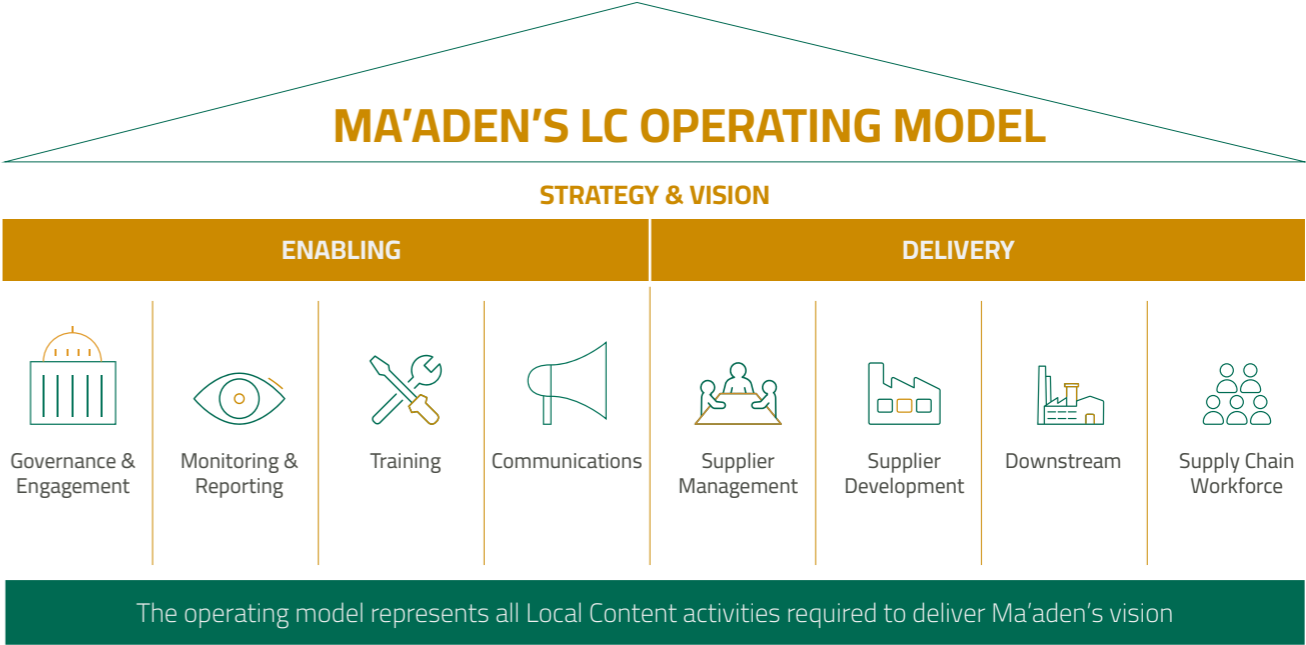 MA’ADEN’S LC OPERATING MODEL
STRATEGY & VISION
ENABLING
DELIVERY
Governance &
Engagement
Monitoring &
Reporting
Training
Communications
Supplier
Management
Supplier
Development
Downstream
Supply Chain
Workforce
The operating model represents all Local Content activities required to deliver Ma’aden’s vision